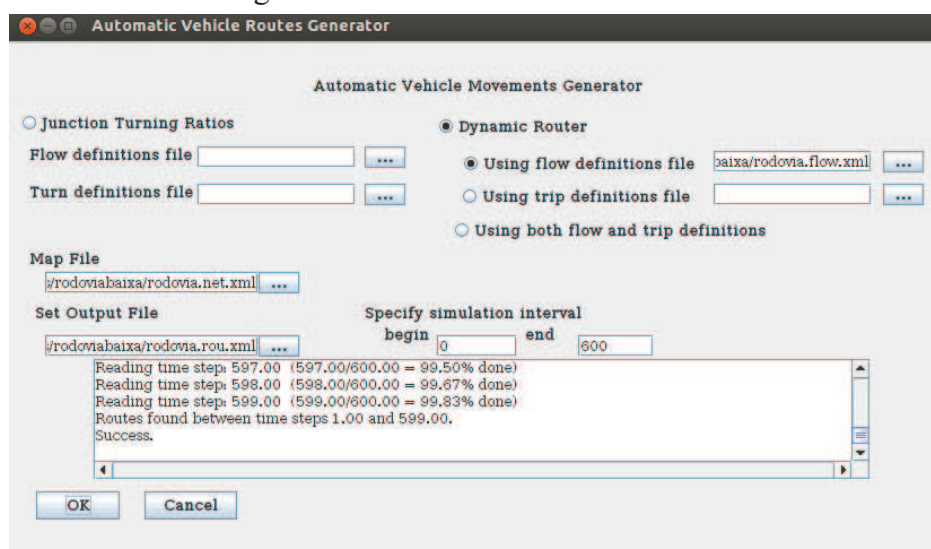 Automatic Vehicle Routes Generator
Automatic Vehicle Movements Generator
Junction Turning Ratios
Dynamic Router
Flow definitions file ...
Using flow definitions file baixa/rodovia.flow.xml ...
Turn definitions file ...
Using trip definitions file ...
Using both flow and trip definitions
Map File
/rodoviabaixa/rodovia.net.xml ...
Set Output File
Specify simulation interval
/rodoviabaixa/rodovia.rou.xml ...
begin 0 end 600
Reading time step: 597.00 (597.00/600.00 = 99.50% done)
Reading time step: 598.00 (598.00/600.00 = 99.67% done)
Reading time step: 599.00 (599.00/600.00 = 99.83% done)
Routes found between time steps 1.00 and 599.00.
Success.
OK Cancel